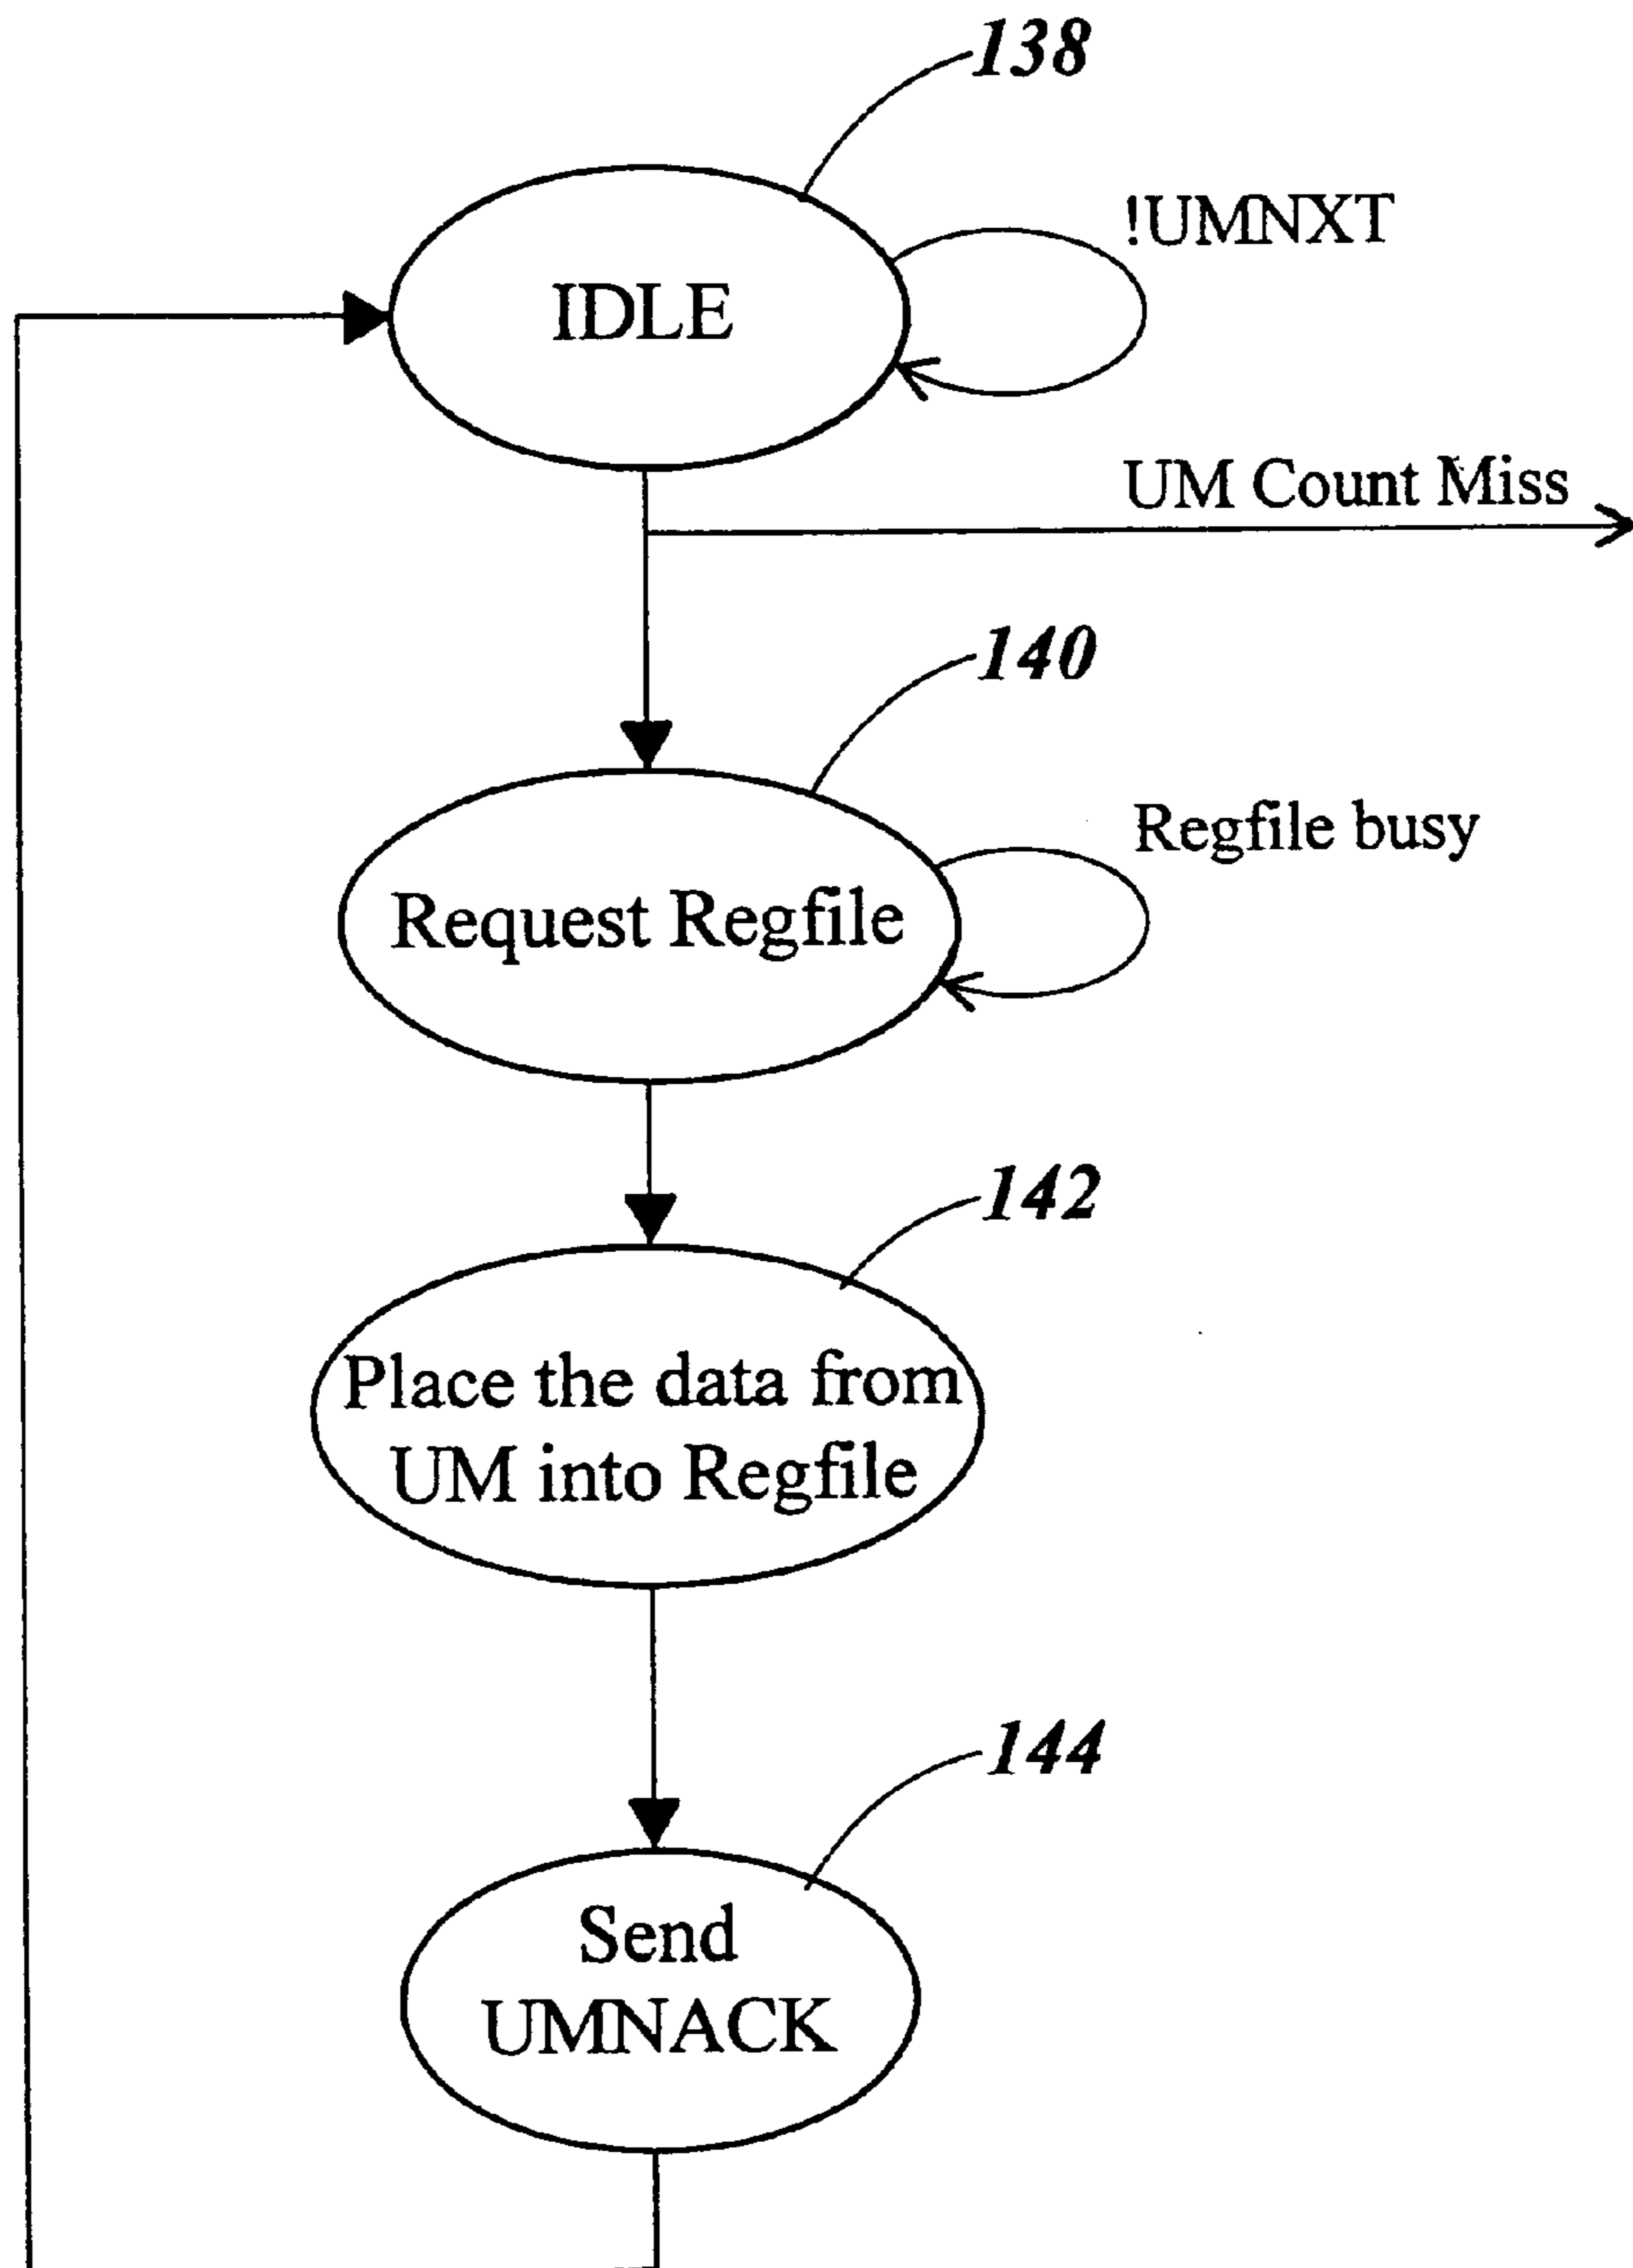 138
!UMNXT
IDLE
UM Count Miss
140
Regfile busy
Request Regfile
142
Place the data from
UM into Regfile
144
Send
UMNACK